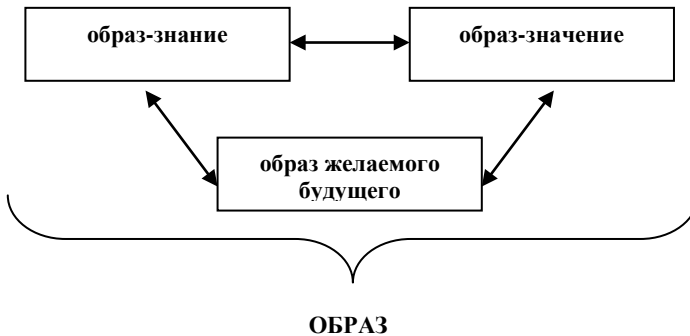 образ-знание
образ-значение
образ желаемого
будущего
ОБРАЗ